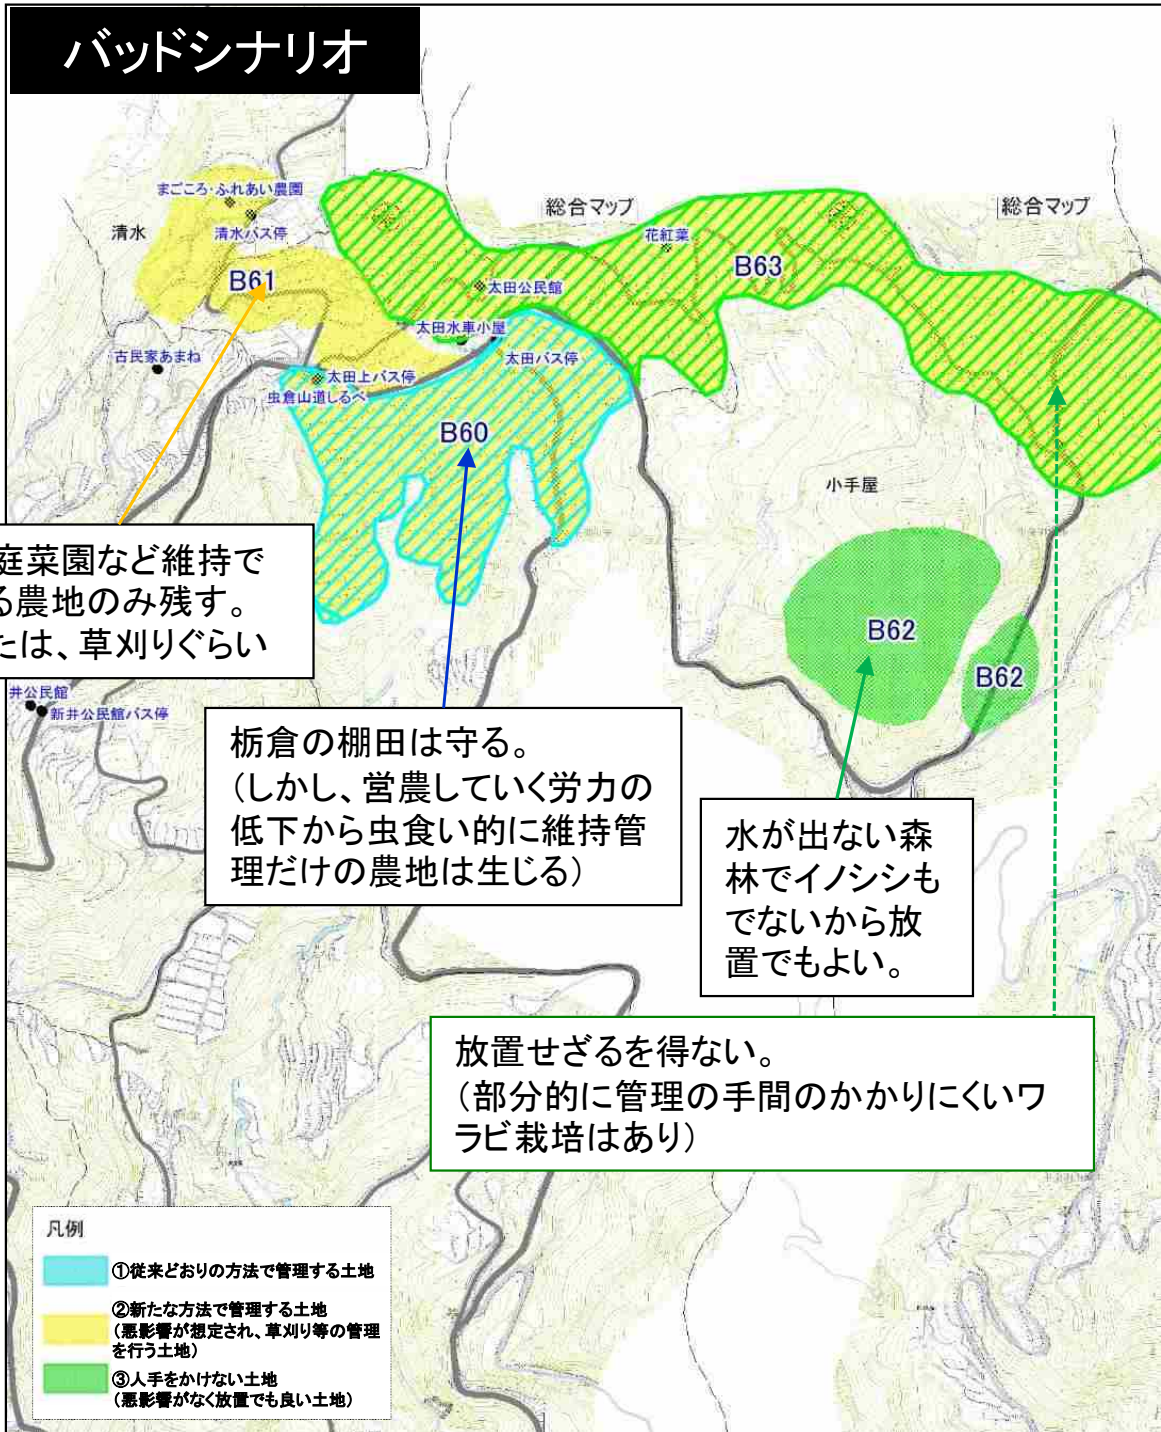 バッドシナリオ
まごころ・ふれあい農園
清水
清水バス停
B61
総合マップ
総合マップ
花紅葉
B63
太田公民館
太田水車小屋
太田バス停
古民家あまね
太田上バス停
虫倉山道しるべ
B60
小手屋
B62
B62
庭菜園など維持で
る農地のみ残す。
たは、草刈りぐらい
井公民館
新井公民館バス停
栃倉の棚田は守る。
(しかし、営農していく労力の
低下から虫食い的に維持管
理だけの農地は生じる)
水が出ない森
林でイノシシも
でないから放
置でもよい。
放置せざるを得ない。
(部分的に管理の手間のかかりにくいワ
ラビ栽培はあり)
凡例
①従来どおりの方法で管理する土地
②新たな方法で管理する土地
(悪影響が想定され、草刈り等の管理
を行う土地)
③人手をかけない土地
(悪影響がなく放置でも良い土地)